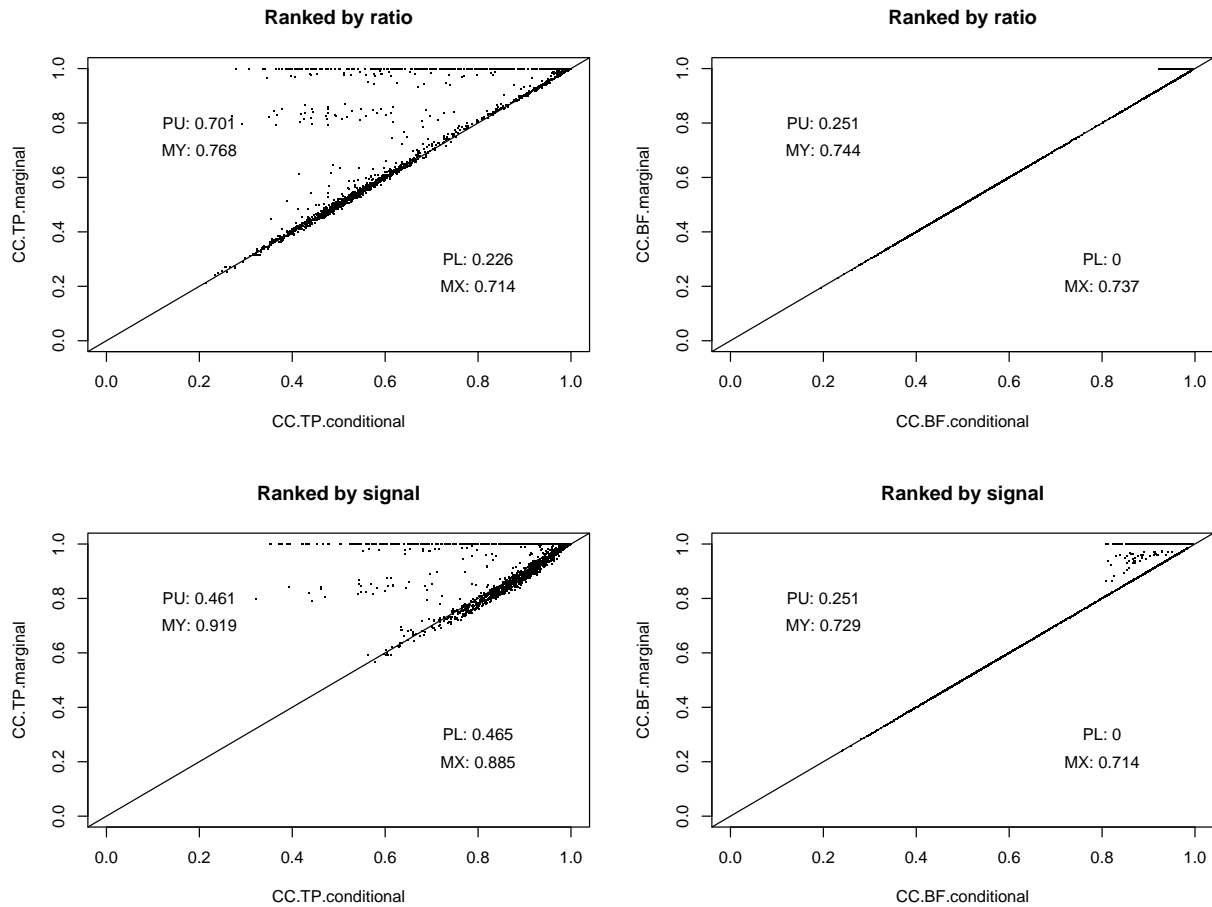 Ranked by ratio
CC.TP.marginal
1.0
0.8
0.6
0.4
0.2
0.0
PU: 0.701
MY: 0.768
PL: 0.226
MX: 0.714
0.0 0.2 0.4 0.6 0.8 1.0
CC.TP.conditional
Ranked by ratio
CC.BF.marginal
1.0
0.8
0.6
0.4
0.2
0.0
PU: 0.251
MY: 0.744
PL: 0
MX: 0.737
0.0 0.2 0.4 0.6 0.8 1.0
CC.BF.conditional
Ranked by signal
CC.TP.marginal
1.0
0.8
0.6
0.4
0.2
0.0
PU: 0.461
MY: 0.919
PL: 0.465
MX: 0.885
0.0 0.2 0.4 0.6 0.8 1.0
CC.TP.conditional
Ranked by signal
CC.BF.marginal
1.0
0.8
0.6
0.4
0.2
0.0
PU: 0.251
MY: 0.729
PL: 0
MX: 0.714
0.0 0.2 0.4 0.6 0.8 1.0
CC.BF.conditional